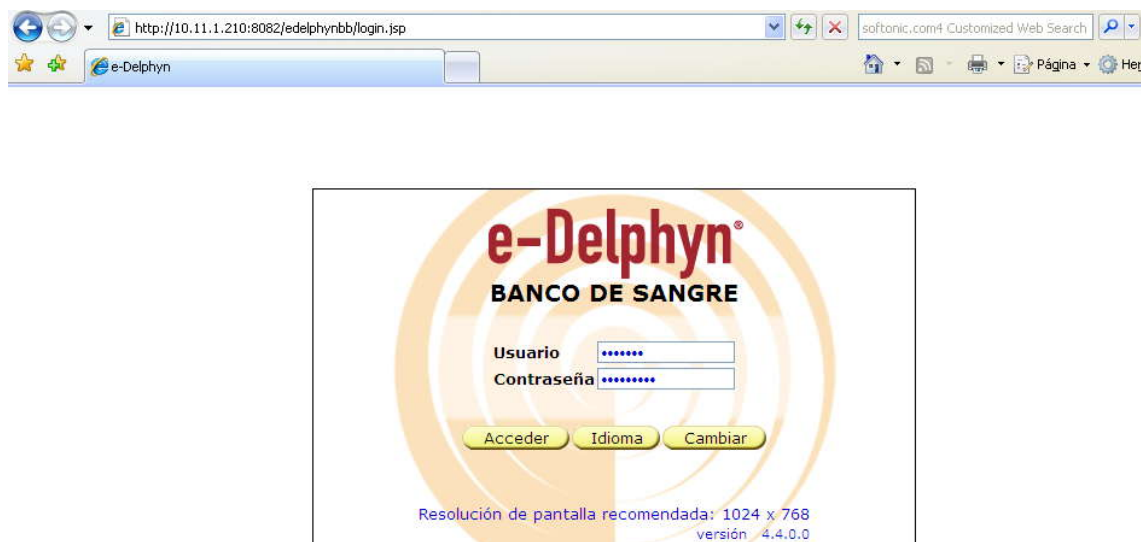 http://10.11.1.210:8082/edelphynbb/login.jsp
softonic.com4 Customized Web Search
e-Delphyn
Página
Her
e-Delphyn®
BANCO DE SANGRE
Usuario •••••••
Contraseña •••••••••
Acceder Idioma Cambiar
Resolución de pantalla recomendada: 1024 x 768
versión 4.4.0.0